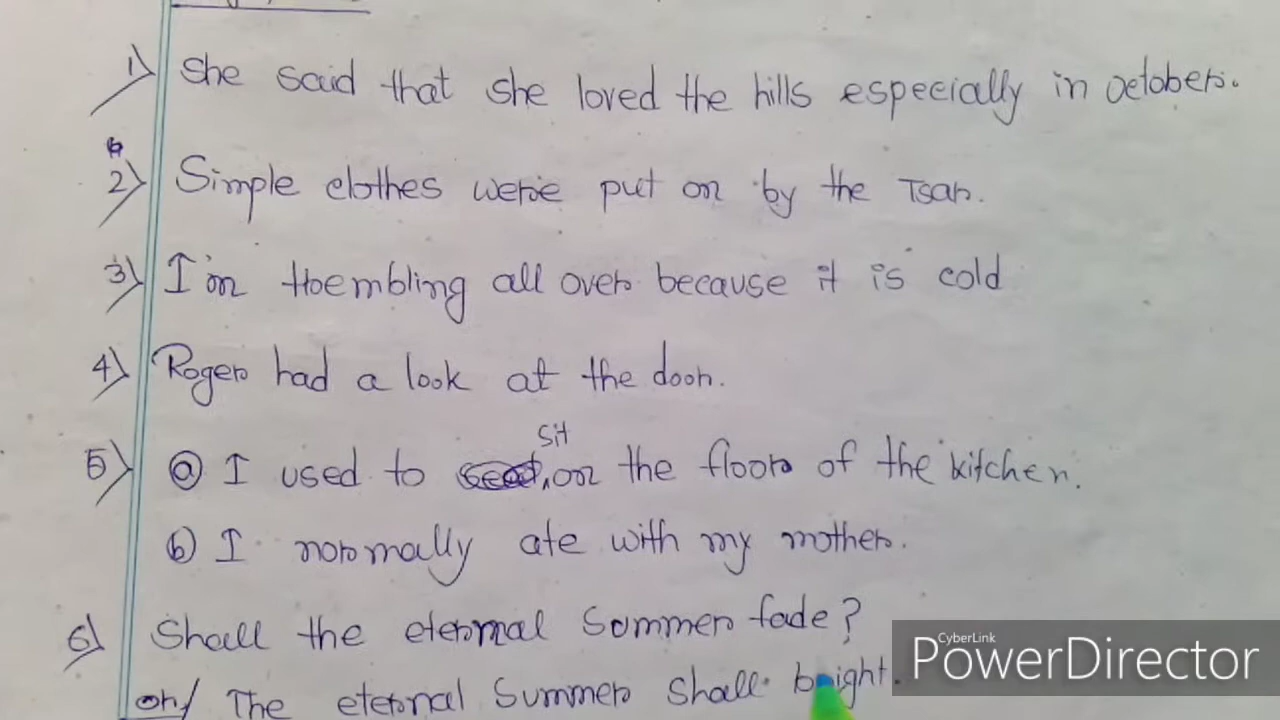 1) She said that she loved the hills especially in october.
2) Simple clothes were put on by the Tsar.
3) I'm trembling all over because it is cold
4) Roger had a look at the door.
5) a I used to sit on the floor of the kitchen.
b I normally ate with my mother.
6) Shall the eternal Summer fade?
or/ The eternal Summer Shall bright.
CyberLink
PowerDirector